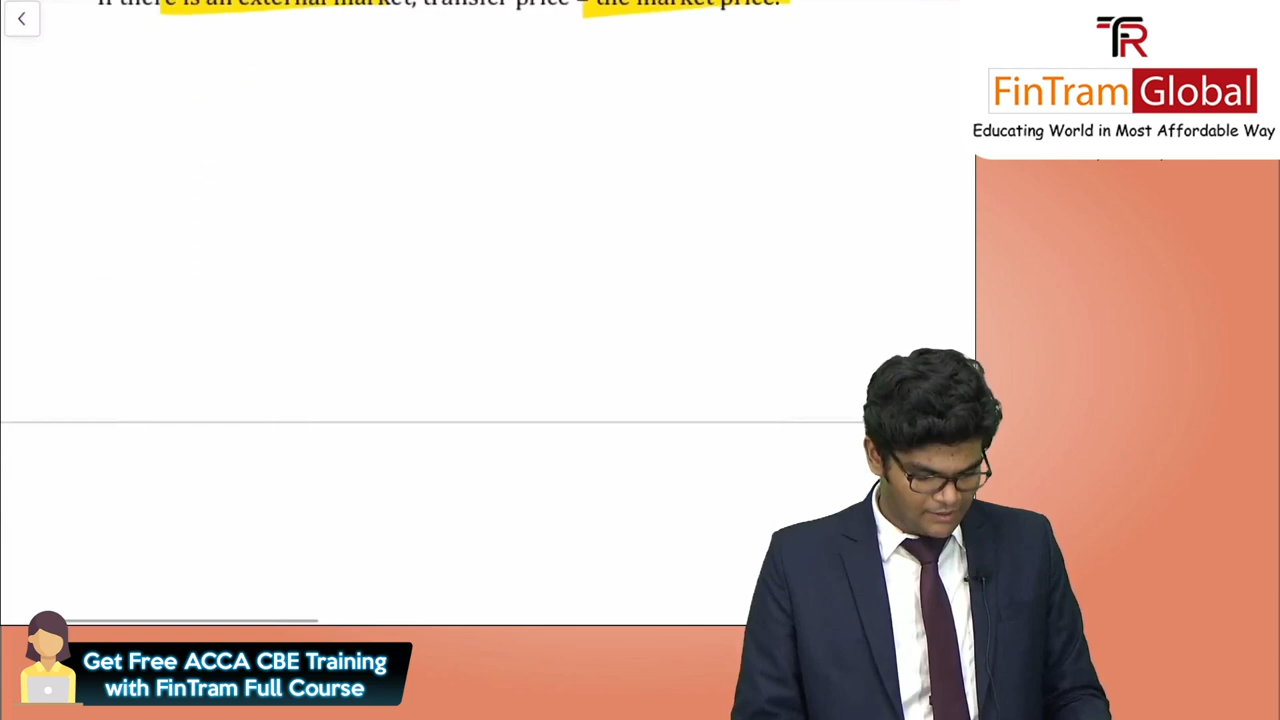 If there is an external market, transfer price = the market price.
TR
FinTram Global
Educating World in Most Affordable Way
Get Free ACCA CBE Training
with FinTram Full Course